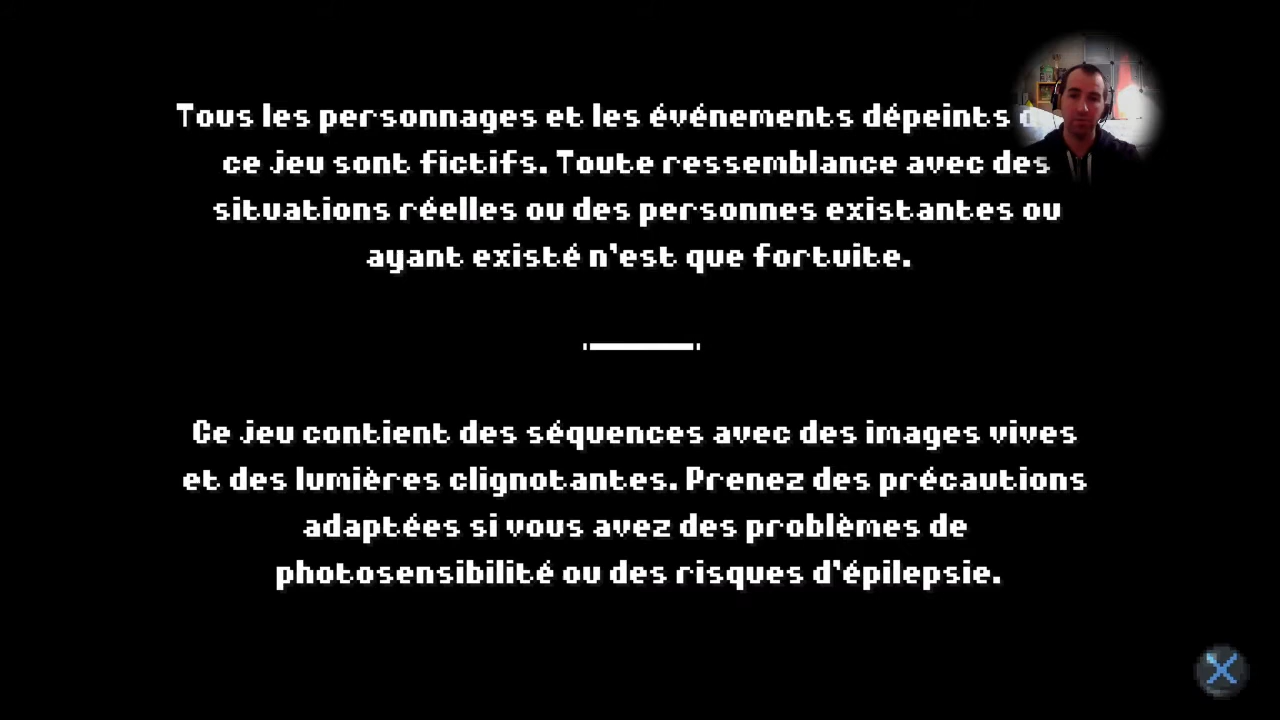 Tous les personnages et les événements dépeints
ce jeu sont fictifs. Toute ressemblance avec des
situations réelles ou des personnes existantes ou
ayant existé n'est que fortuite.
Ce jeu contient des séquences avec des images vives
et des lumières clignotantes. Prenez des précautions
adaptées si vous avez des problèmes de
photosensibilité ou des risques d'épilepsie.